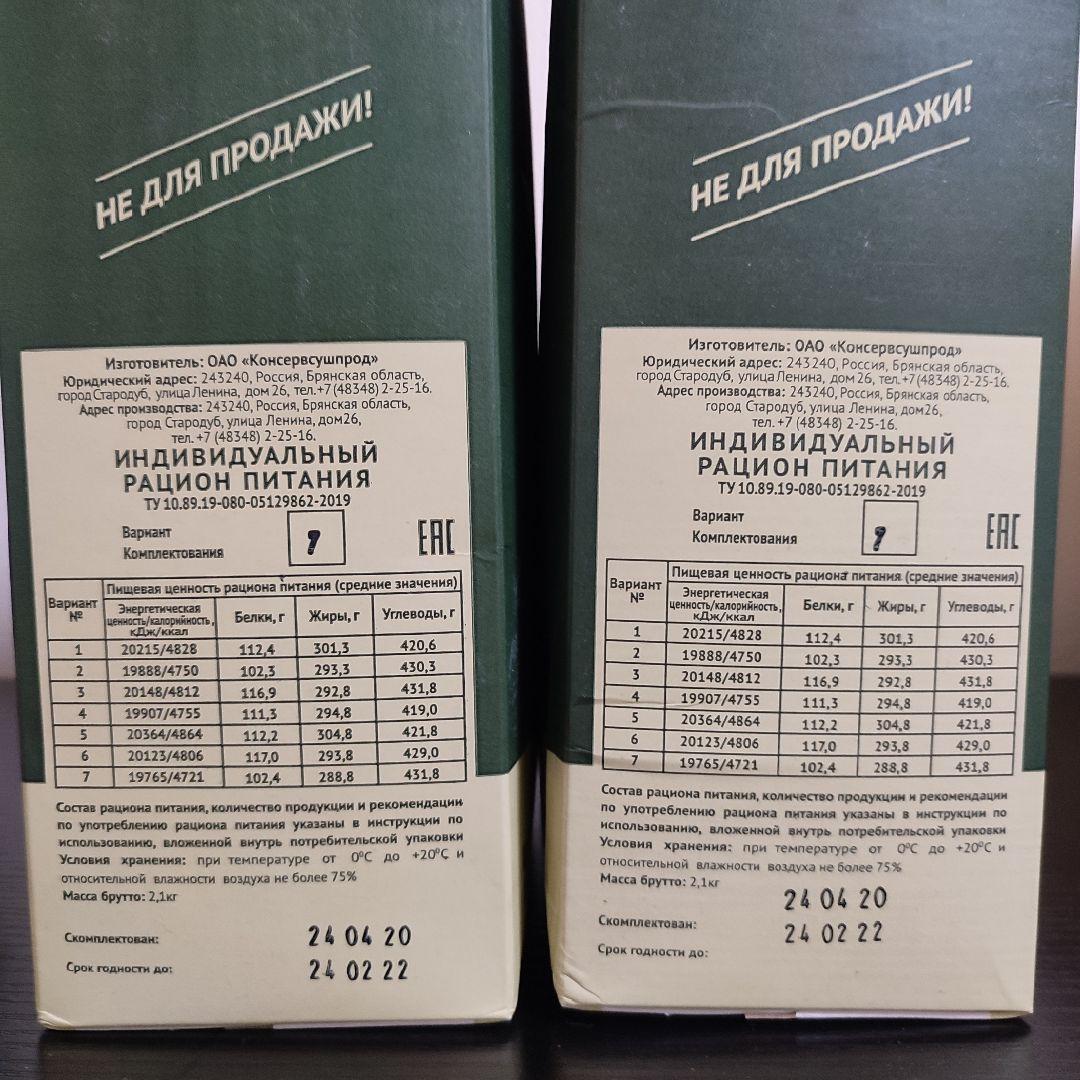 НЕ ДЛЯ ПРОДАЖИ!
Изготовитель: ОАО «Консервсушпрод»
Юридический адрес: 243240, Россия, Брянская область,
город Стародуб, улица Ленина, дом 26, тел.+7 (48348) 2-25-16.
Адрес производства: 243240, Россия, Брянская область,
город Стародуб, улица Ленина, дом26,
тел. +7 (48348) 2-25-16.
ИНДИВИДУАЛЬНЫЙ
РАЦИОН ПИТАНИЯ
ТУ 10.89.19-080-05129862-2019
Вариант
Комплектования
7
ЕАС
Вариант №
Пищевая ценность рациона питания (средние значения)
Энергетическая ценность/калорийность, кДж/ккал Белки, г Жиры, г Углеводы, г
1 20215/4828 112,4 301,3 420,6
2 19888/4750 102,3 293,3 430,3
3 20148/4812 116,9 292,8 431,8
4 19907/4755 111,3 294,8 419,0
5 20364/4864 112,2 304,8 421,8
6 20123/4806 117,0 293,8 429,0
7 19765/4721 102,4 288,8 431,8
Состав рациона питания, количество продукции и рекомендации
по употреблению рациона питания указаны в инструкции по
использованию, вложенной внутрь потребительской упаковки
Условия хранения: при температуре от 0⁰С до +20⁰С и
относительной влажности воздуха не более 75%
Масса брутто: 2,1кг
Скомплектован: 24 04 20
Срок годности до: 24 02 22
НЕ ДЛЯ ПРОДАЖИ!
Изготовитель: ОАО «Консервсушпрод»
Юридический адрес: 243240, Россия, Брянская область,
город Стародуб, улица Ленина, дом 26, тел.+7 (48348) 2-25-16.
Адрес производства: 243240, Россия, Брянская область,
город Стародуб, улица Ленина, дом26,
тел. +7 (48348) 2-25-16.
ИНДИВИДУАЛЬНЫЙ
РАЦИОН ПИТАНИЯ
ТУ 10.89.19-080-05129862-2019
Вариант
Комплектования
7
ЕАС
Вариант №
Пищевая ценность рациона питания (средние значения)
Энергетическая ценность/калорийность, кДж/ккал Белки, г Жиры, г Углеводы, г
1 20215/4828 112,4 301,3 420,6
2 19888/4750 102,3 293,3 430,3
3 20148/4812 116,9 292,8 431,8
4 19907/4755 111,3 294,8 419,0
5 20364/4864 112,2 304,8 421,8
6 20123/4806 117,0 293,8 429,0
7 19765/4721 102,4 288,8 431,8
Состав рациона питания, количество продукции и рекомендации
по употреблению рациона питания указаны в инструкции по
использованию, вложенной внутрь потребительской упаковки
Условия хранения: при температуре от 0⁰С до +20⁰С и
относительной влажности воздуха не более 75%
Масса брутто: 2,1кг
24 04 20
Скомплектован:
24 02 22
Срок годности до: